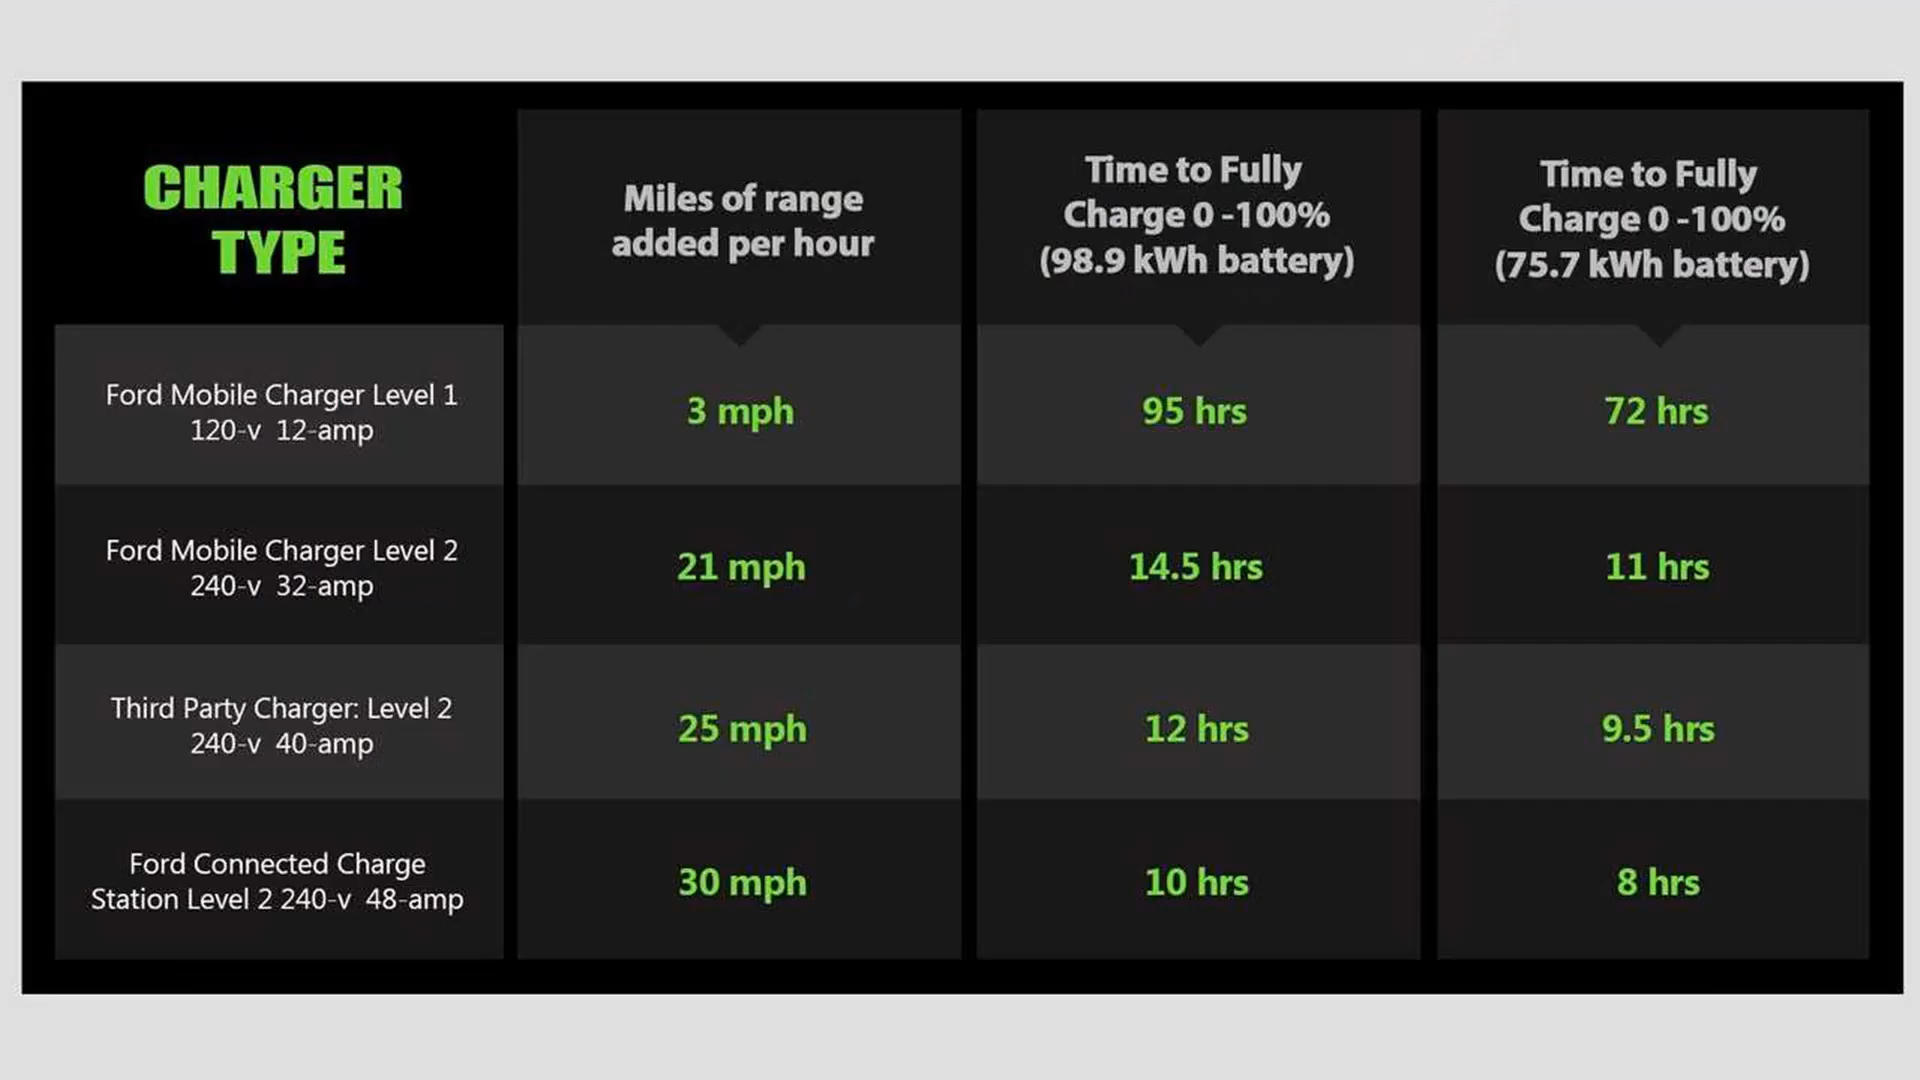 CHARGER
TYPE
Miles of range
added per hour
Time to Fully
Charge 0 -100%
(98.9 kWh battery)
Time to Fully
Charge 0 -100%
(75.7 kWh battery)
Ford Mobile Charger Level 1
120-v 12-amp
3 mph
95 hrs
72 hrs
Ford Mobile Charger Level 2
240-v 32-amp
21 mph
14.5 hrs
11 hrs
Third Party Charger: Level 2
240-v 40-amp
25 mph
12 hrs
9.5 hrs
Ford Connected Charge
Station Level 2 240-v 48-amp
30 mph
10 hrs
8 hrs